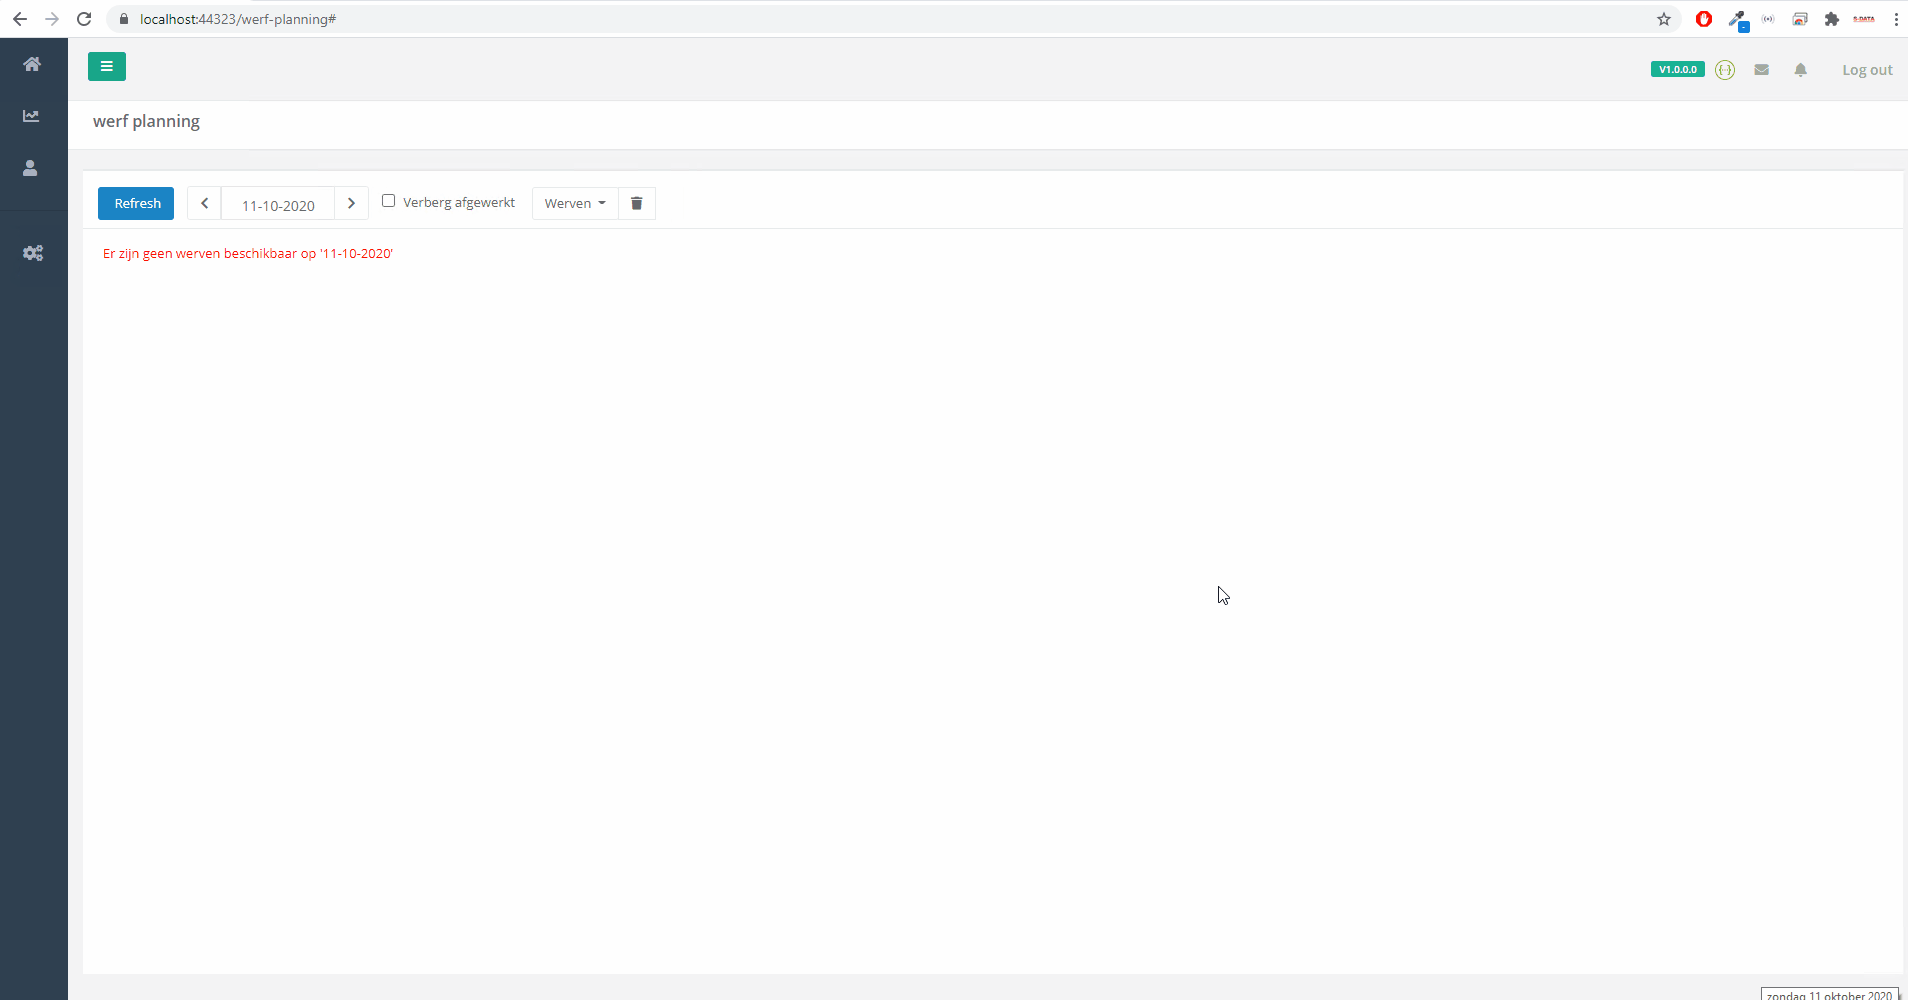 localhost:44323/werf-planning#
V1.0.0.0
Log out
werf planning
Refresh
11-10-2020
Verberg afgewerkt
Werven
Er zijn geen werven beschikbaar op '11-10-2020'
zondag 11 oktober 2020